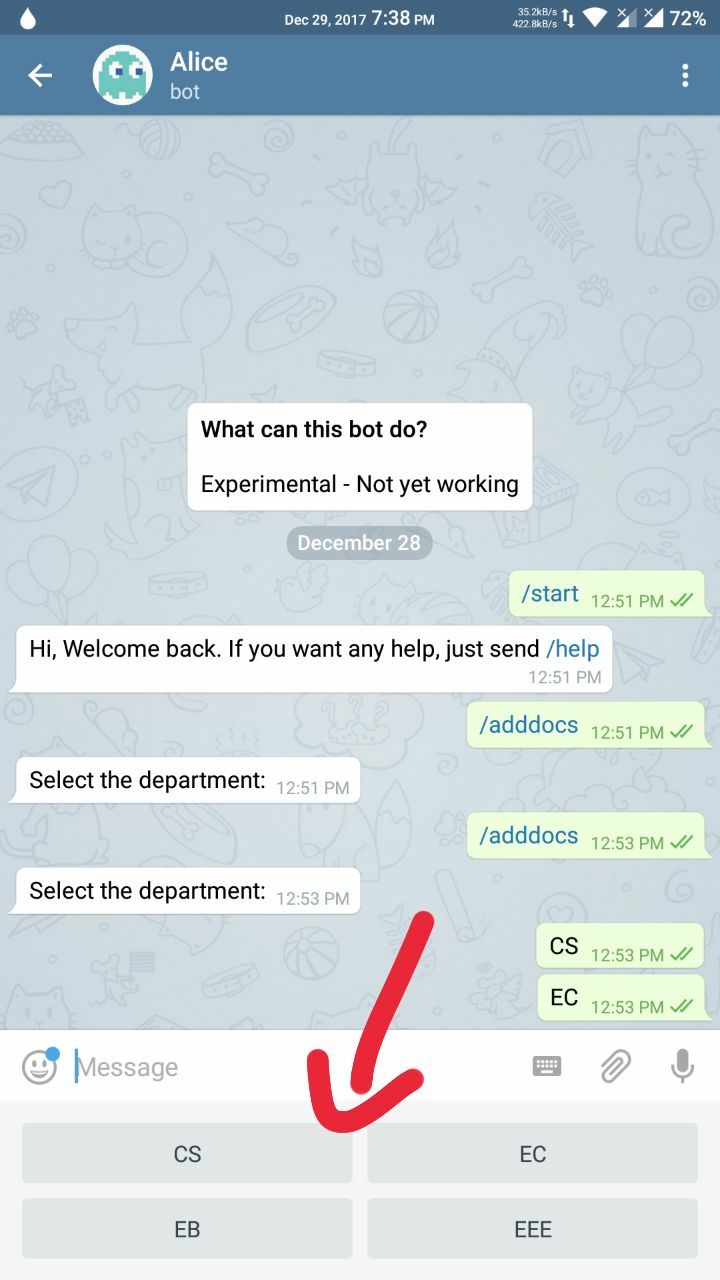 Dec 29, 2017 7:38 PM
35.2kB/s
422.8kB/s
72%
Alice
bot
What can this bot do?
Experimental - Not yet working
December 28
/start 12:51 PM
Hi, Welcome back. If you want any help, just send /help
12:51 PM
/adddocs 12:51 PM
Select the department: 12:51 PM
/adddocs 12:53 PM
Select the department: 12:53 PM
CS 12:53 PM
EC 12:53 PM
Message
CS EC
EB EEE